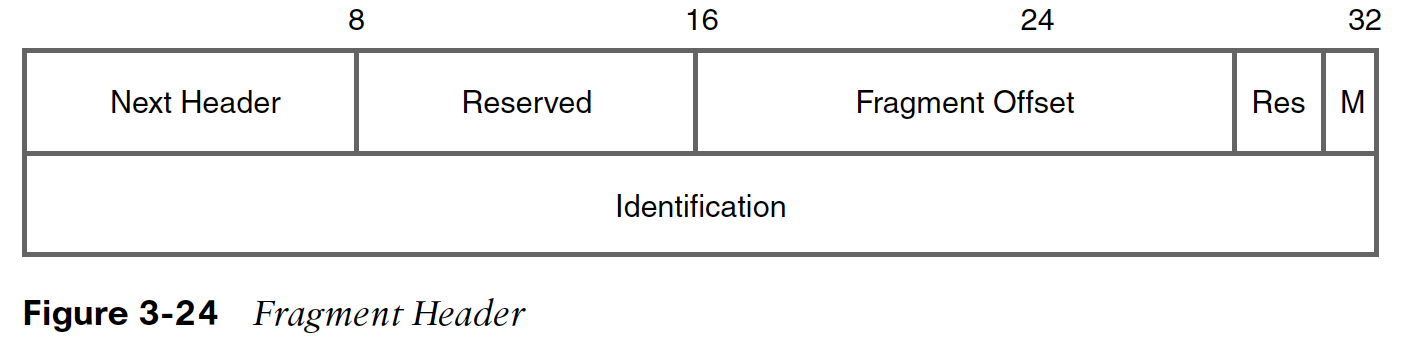 8 16 24 32
Next Header Reserved Fragment Offset Res M
Identification
Figure 3-24 Fragment Header